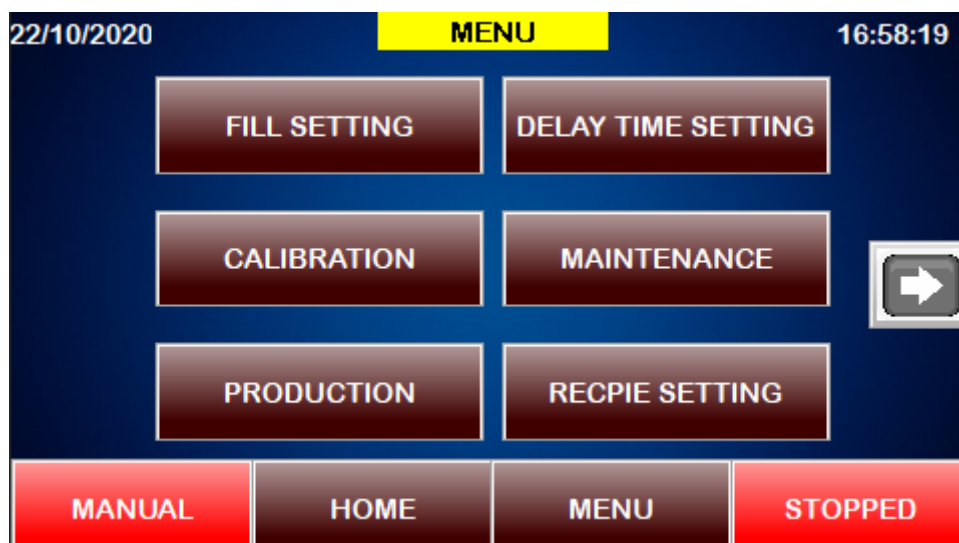 22/10/2020 MENU 16:58:19
FILL SETTING DELAY TIME SETTING
CALIBRATION MAINTENANCE
PRODUCTION RECPIE SETTING
MANUAL HOME MENU STOPPED